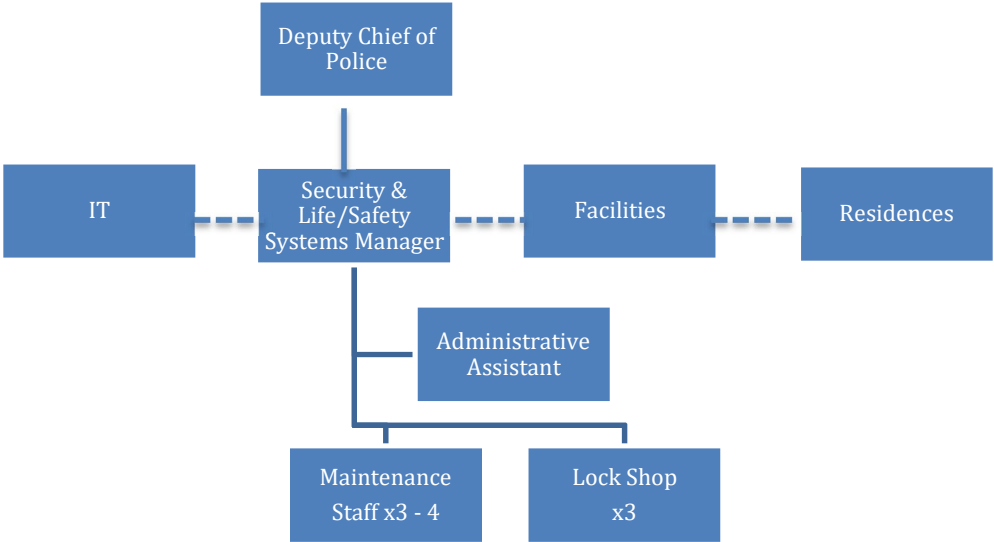 Deputy Chief of
Police
IT
Security &
Life/Safety
Systems Manager
Facilities
Residences
Administrative
Assistant
Maintenance
Staff x3 - 4
Lock Shop
x3